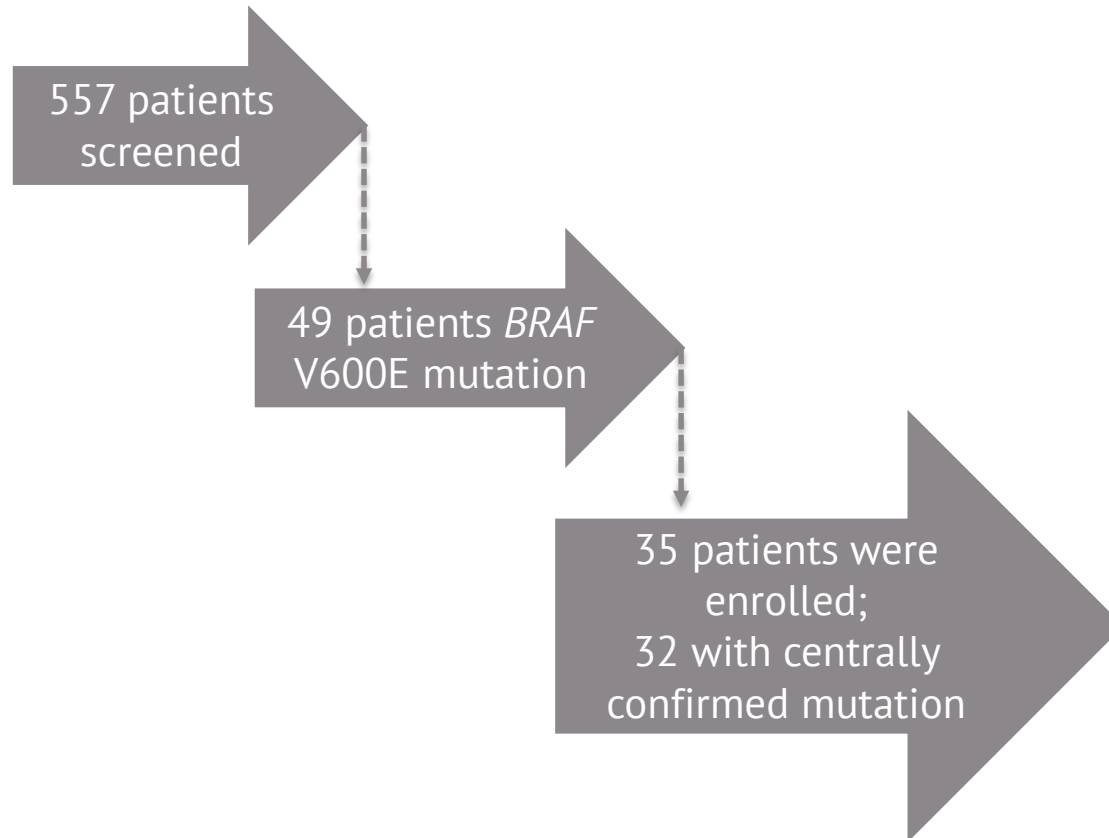 557 patients
screened
49 patients BRAF
V600E mutation
35 patients were
enrolled;
32 with centrally
confirmed mutation